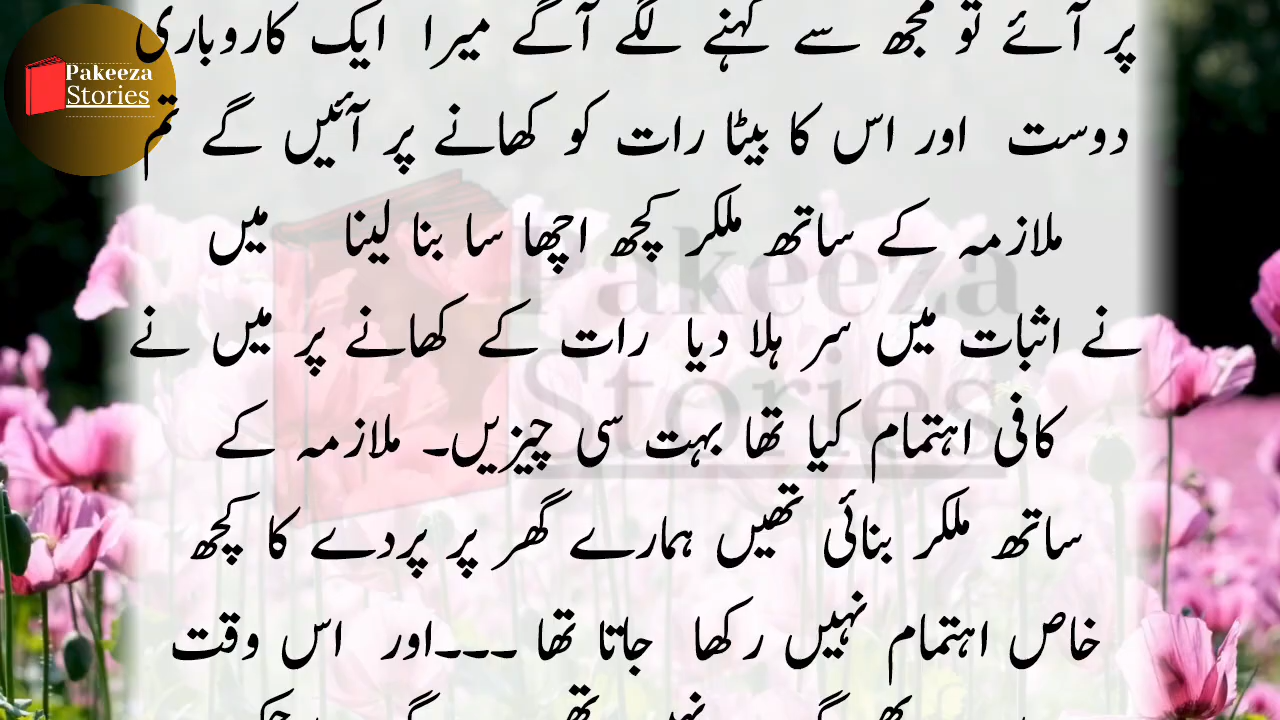 Pakeeza
Stories
پر آئے تو مجھ سے کہنے لگے آگے میرا ایک کاروباری
دوست اور اس کا بیٹا رات کو کھانے پر آئیں گے تم
ملازمہ کے ساتھ ملکر کچھ اچھا سا بنا لینا میں
نے اثبات میں سر ہلا دیا رات کے کھانے پر میں نے
کافی اہتمام کیا تھا بہت سی چیزیں۔ ملازمہ کے
ساتھ ملکر بنائی تھیں ہمارے گھر پر پردے کا کچھ
خاص اہتمام نہیں رکھا جاتا تھا ۔۔۔اور اس وقت
Pakeeza
Stories